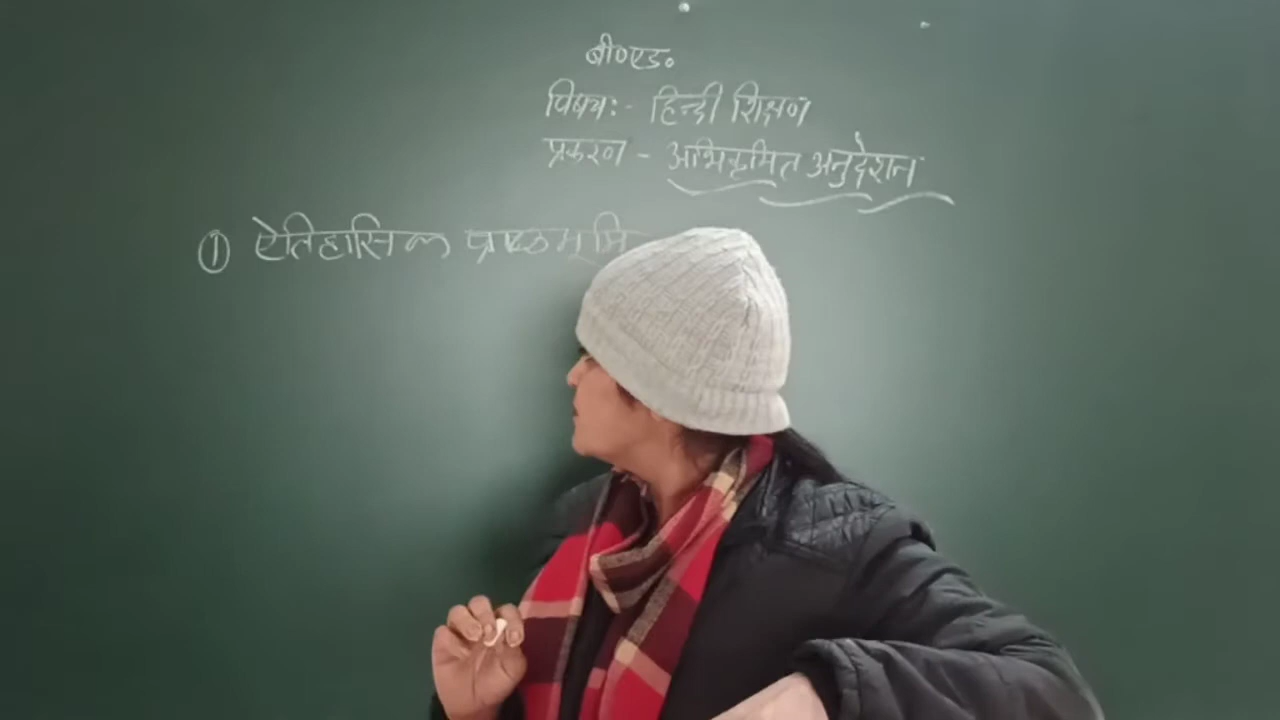 बी०एड०
विषय:- हिन्दी शिक्षण
प्रकरण - अभिक्रमित अनुदेशन
① ऐतिहासिक पृष्ठभूमि